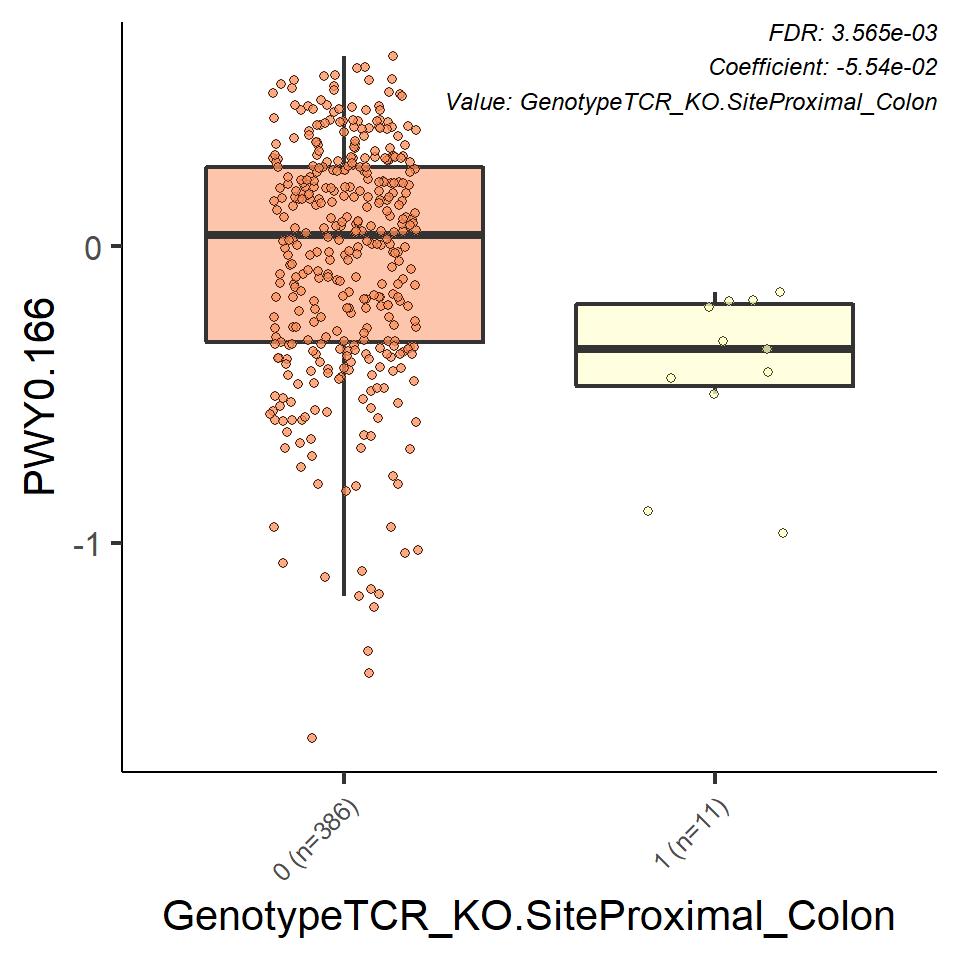 FDR: 3.565e-03
Coefficient: -5.54e-02
Value: GenotypeTCR_KO.SiteProximal_Colon
PWY0.166
0
-1
0 (n=386)
1 (n=11)
GenotypeTCR_KO.SiteProximal_Colon